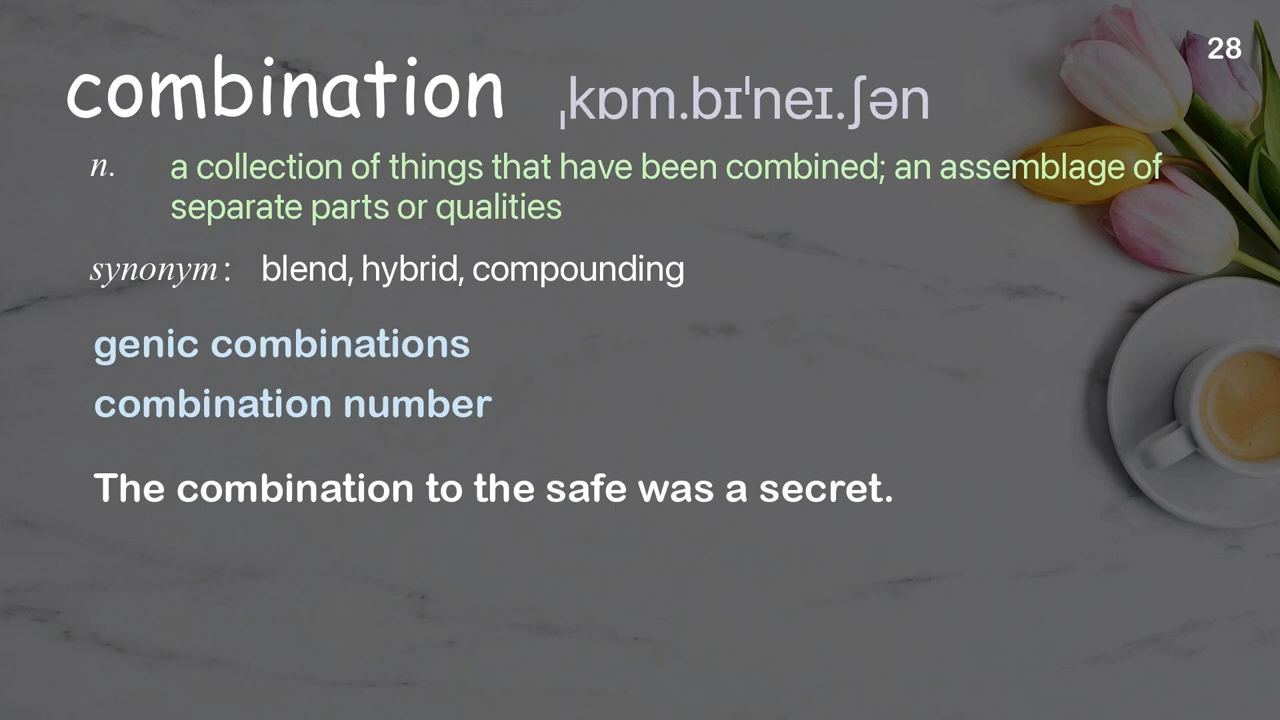 28
combination ˌkɒm.bɪˈneɪ.ʃən
n. a collection of things that have been combined; an assemblage of
separate parts or qualities
synonym: blend, hybrid, compounding
genic combinations
combination number
The combination to the safe was a secret.